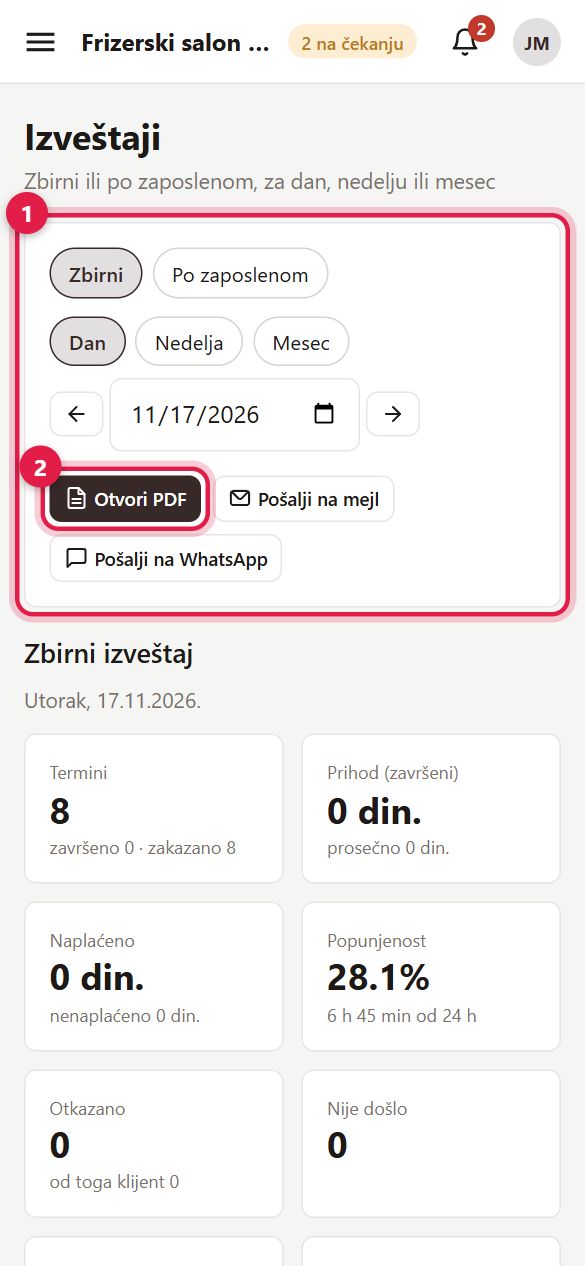 Frizerski salon ...
2 na čekanju
2
JM
Izveštaji
Zbirni ili po zaposlenom, za dan, nedelju ili mesec
1
Zbirni
Po zaposlenom
Dan
Nedelja
Mesec
11/17/2026
2
Otvori PDF
Pošalji na mejl
Pošalji na WhatsApp
Zbirni izveštaj
Utorak, 17.11.2026.
Termini
8
završeno 0 · zakazano 8
Prihod (završeni)
0 din.
prosečno 0 din.
Naplaćeno
0 din.
nenaplaćeno 0 din.
Popunjenost
28.1%
6 h 45 min od 24 h
Otkazano
0
od toga klijent 0
Nije došlo
0